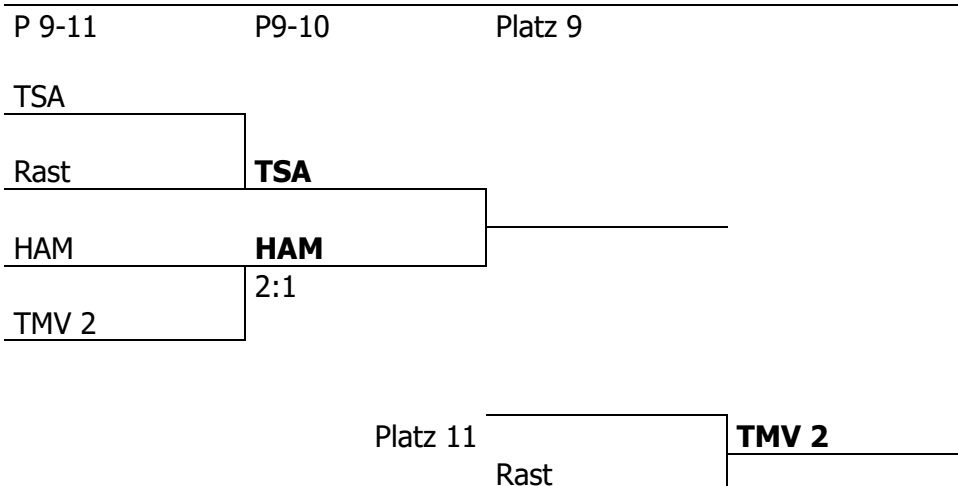 P 9-11 P9-10 Platz 9
TSA
Rast TSA
HAM HAM
2:1
TMV 2
Platz 11 TMV 2
Rast